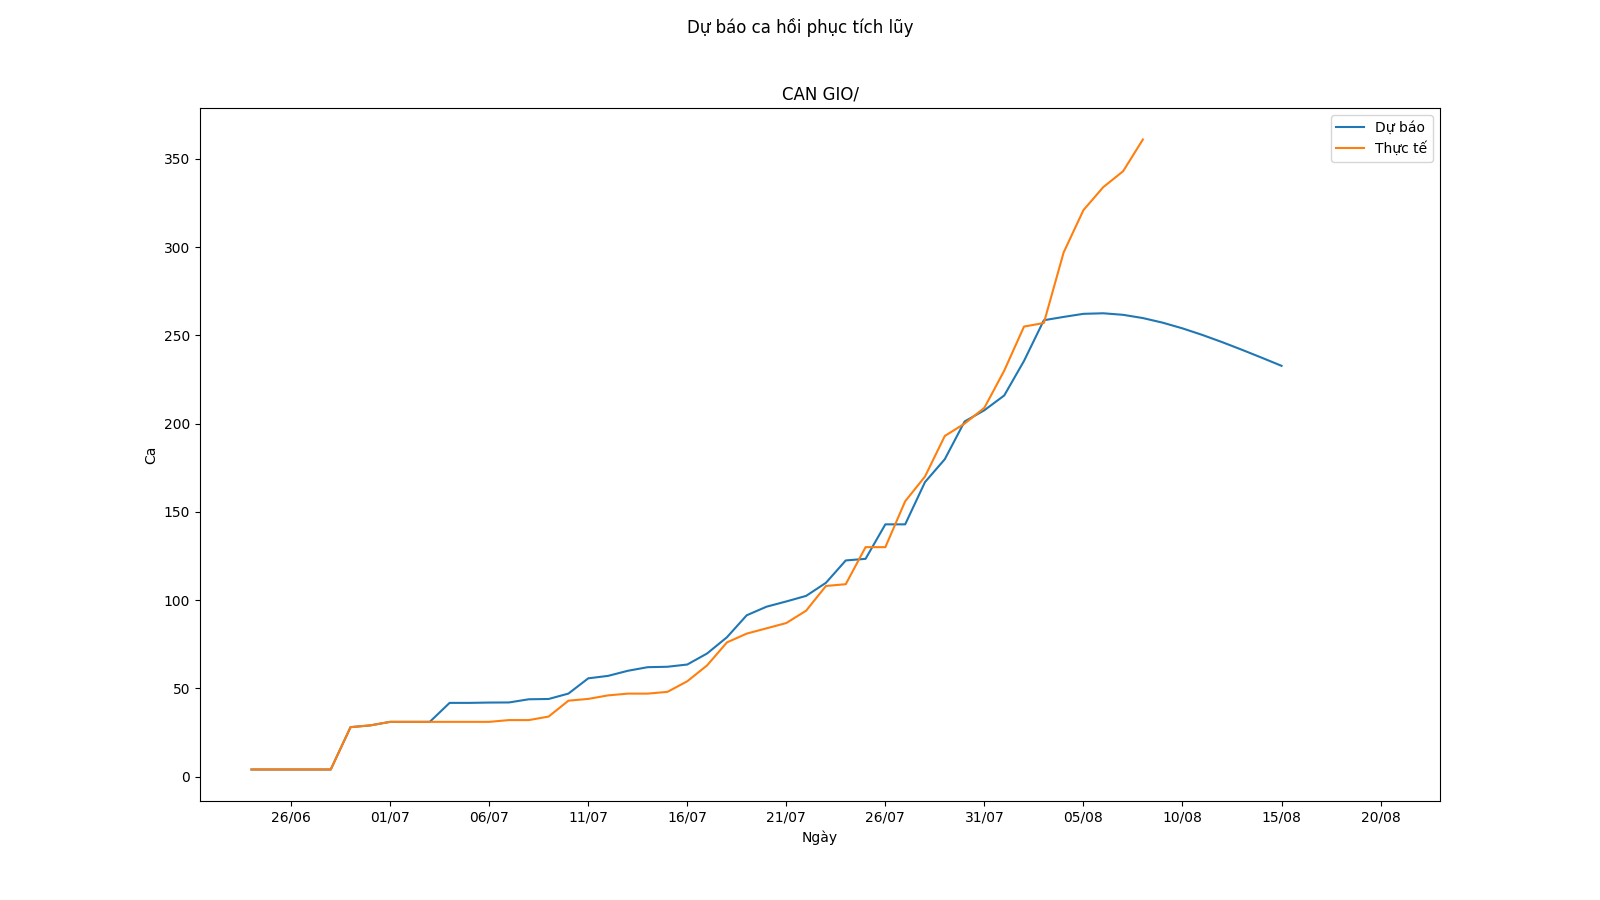 Dự báo ca hồi phục tích lũy
CAN GIO/
Dự báo
Thực tế
350
300
250
200
150
100
50
0
Ca
26/06 01/07 06/07 11/07 16/07 21/07 26/07 31/07 05/08 10/08 15/08 20/08
Ngày